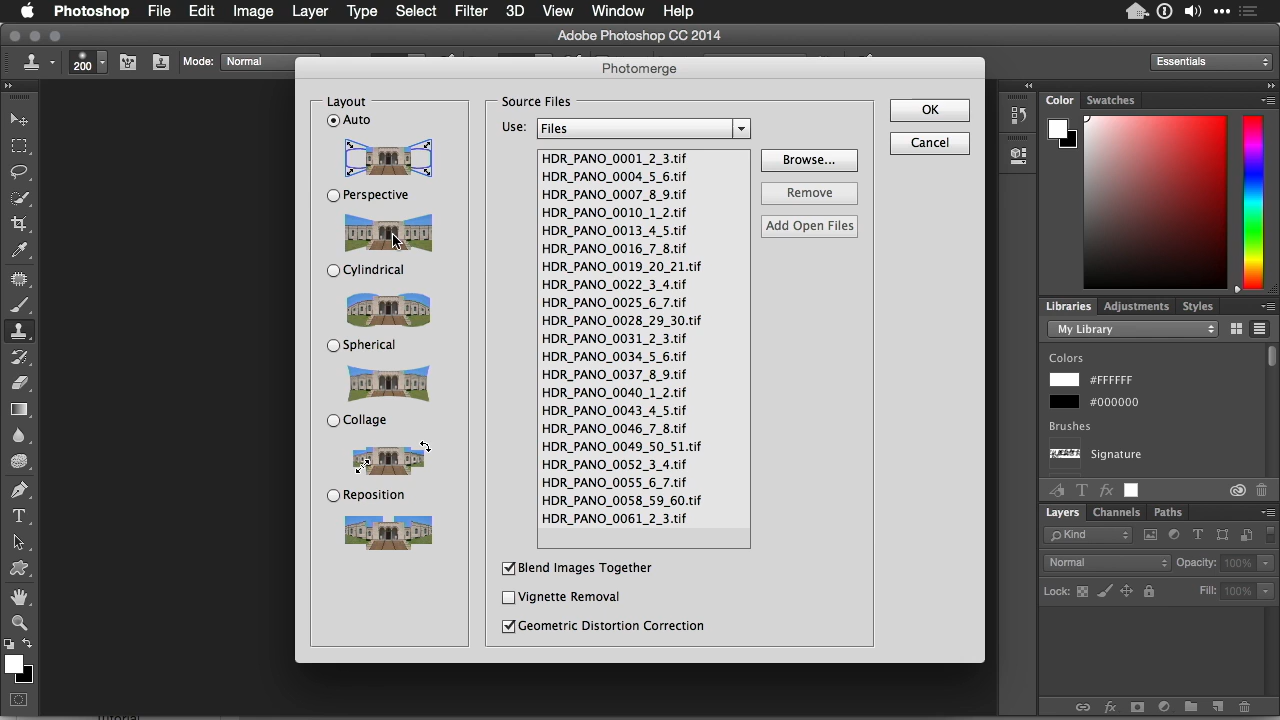 Photoshop File Edit Image Layer Type Select Filter 3D View Window Help
Adobe Photoshop CC 2014
200 Mode: Normal Essentials
Photomerge
Layout
Auto
Perspective
Cylindrical
Spherical
Collage
Reposition
Source Files
Use: Files
HDR_PANO_0001_2_3.tif
HDR_PANO_0004_5_6.tif
HDR_PANO_0007_8_9.tif
HDR_PANO_0010_1_2.tif
HDR_PANO_0013_4_5.tif
HDR_PANO_0016_7_8.tif
HDR_PANO_0019_20_21.tif
HDR_PANO_0022_3_4.tif
HDR_PANO_0025_6_7.tif
HDR_PANO_0028_29_30.tif
HDR_PANO_0031_2_3.tif
HDR_PANO_0034_5_6.tif
HDR_PANO_0037_8_9.tif
HDR_PANO_0040_1_2.tif
HDR_PANO_0043_4_5.tif
HDR_PANO_0046_7_8.tif
HDR_PANO_0049_50_51.tif
HDR_PANO_0052_3_4.tif
HDR_PANO_0055_6_7.tif
HDR_PANO_0058_59_60.tif
HDR_PANO_0061_2_3.tif
Browse...
Remove
Add Open Files
Blend Images Together
Vignette Removal
Geometric Distortion Correction
OK
Cancel
Color Swatches
Libraries Adjustments Styles
My Library
Colors
#FFFFFF
#000000
Brushes
Signature
Layers Channels Paths
Kind
Normal Opacity: 100%
Lock: Fill: 100%